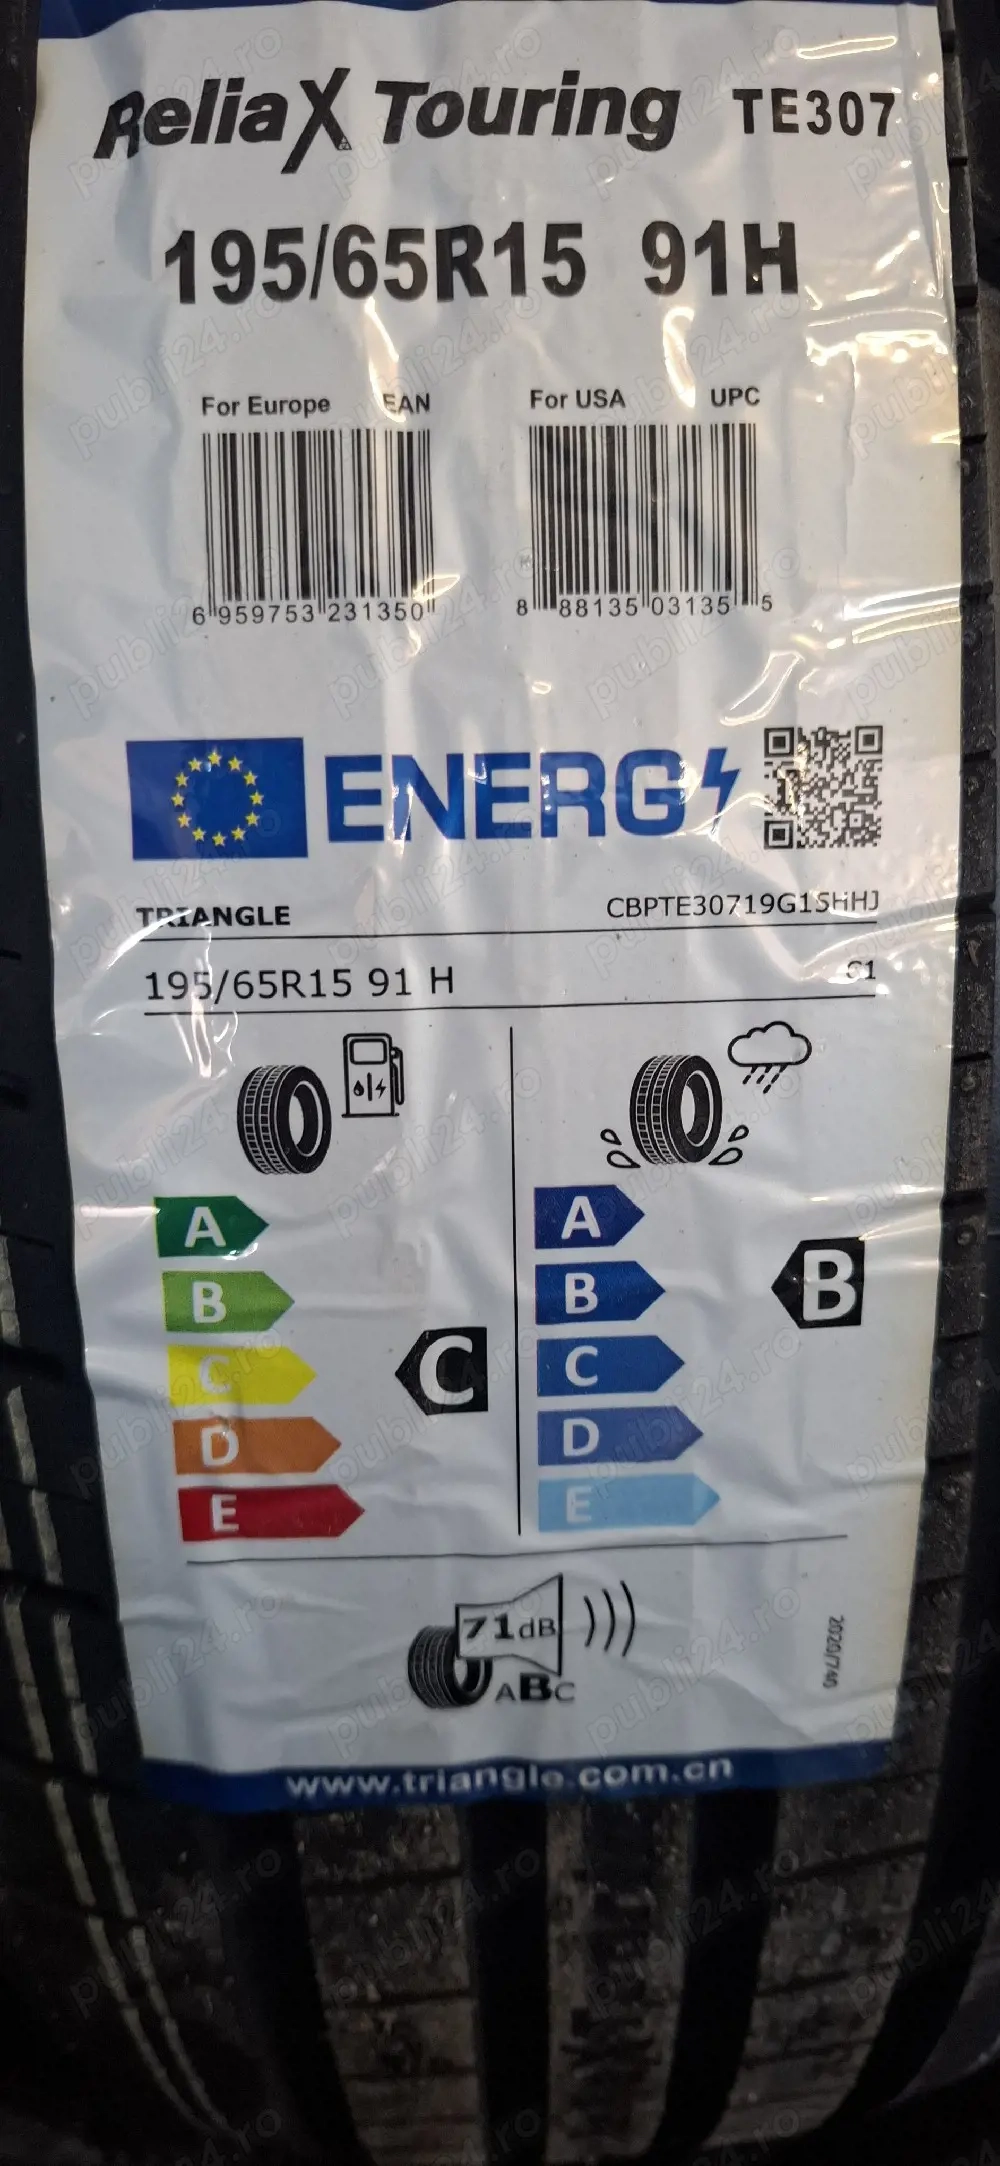 ReliaX Touring TE307
195/65R15 91H
For Europe EAN For USA UPC
6 959753 231350 8 88135 03135 5
ENERG
TRIANGLE CBPTE30719G1SHHJ
195/65R15 91 H C1
A A
B B B
C C C
D D
E E
71dB
ABC
2020/740
www.triangle.com.cn
publi24.ro